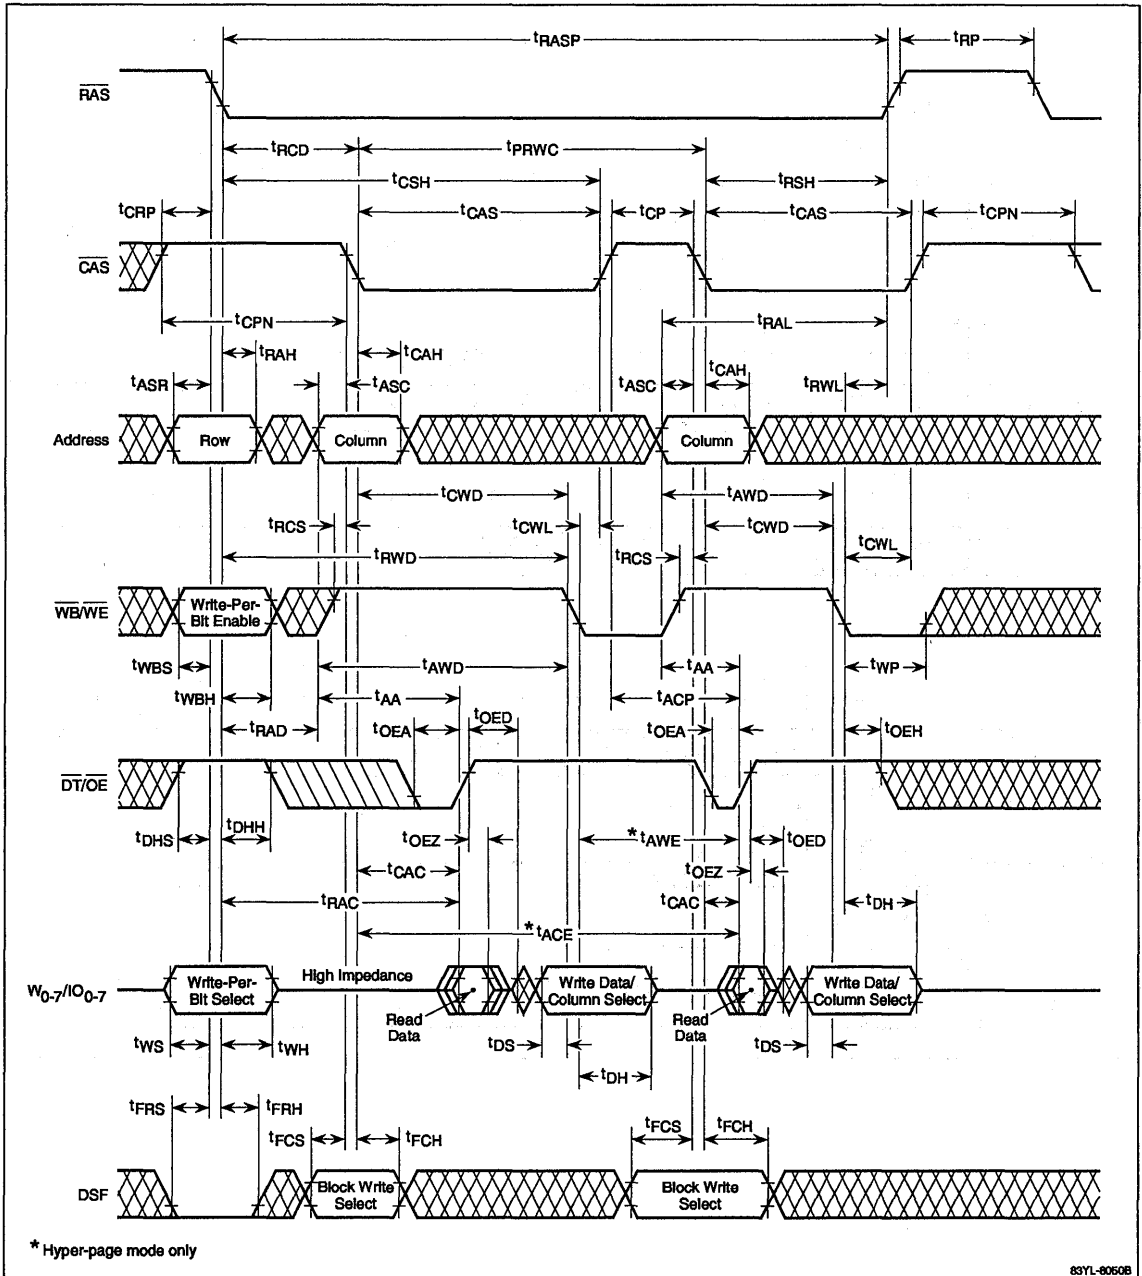 tRASP
tRP
RAS
tRCD
tPRWC
tCSH
tRSH
tCRP
tCAS
tCP
tCAS
tCPN
CAS
tCPN
tRAL
tRAH
tCAH
tASR
tASC
tASC
tCAH
tRWL
Address
Row
Column
Column
tCWD
tAWD
tRCS
tCWL
tCWD
tCWL
tRWD
tRCS
WB/WE
Write-Per-
Bit Enable
tWBS
tAWD
tAA
tWP
tWBH
tAA
tACP
tRAD
tOEA
tOED
tOEA
tOEH
DT/OE
tDHS
tDHH
tOEZ
*tAWE
tOED
tCAC
tOEZ
tRAC
tCAC
tDH
*tACE
W0-7/IO0-7
Write-Per-
Bit Select
High Impedance
Write Data/
Column Select
Write Data/
Column Select
Read
Data
Read
Data
tWS
tWH
tDS
tDS
tDH
tFRS
tFRH
tFCS
tFCH
tFCS
tFCH
DSF
Block Write
Select
Block Write
Select
* Hyper-page mode only
83YL-8050B